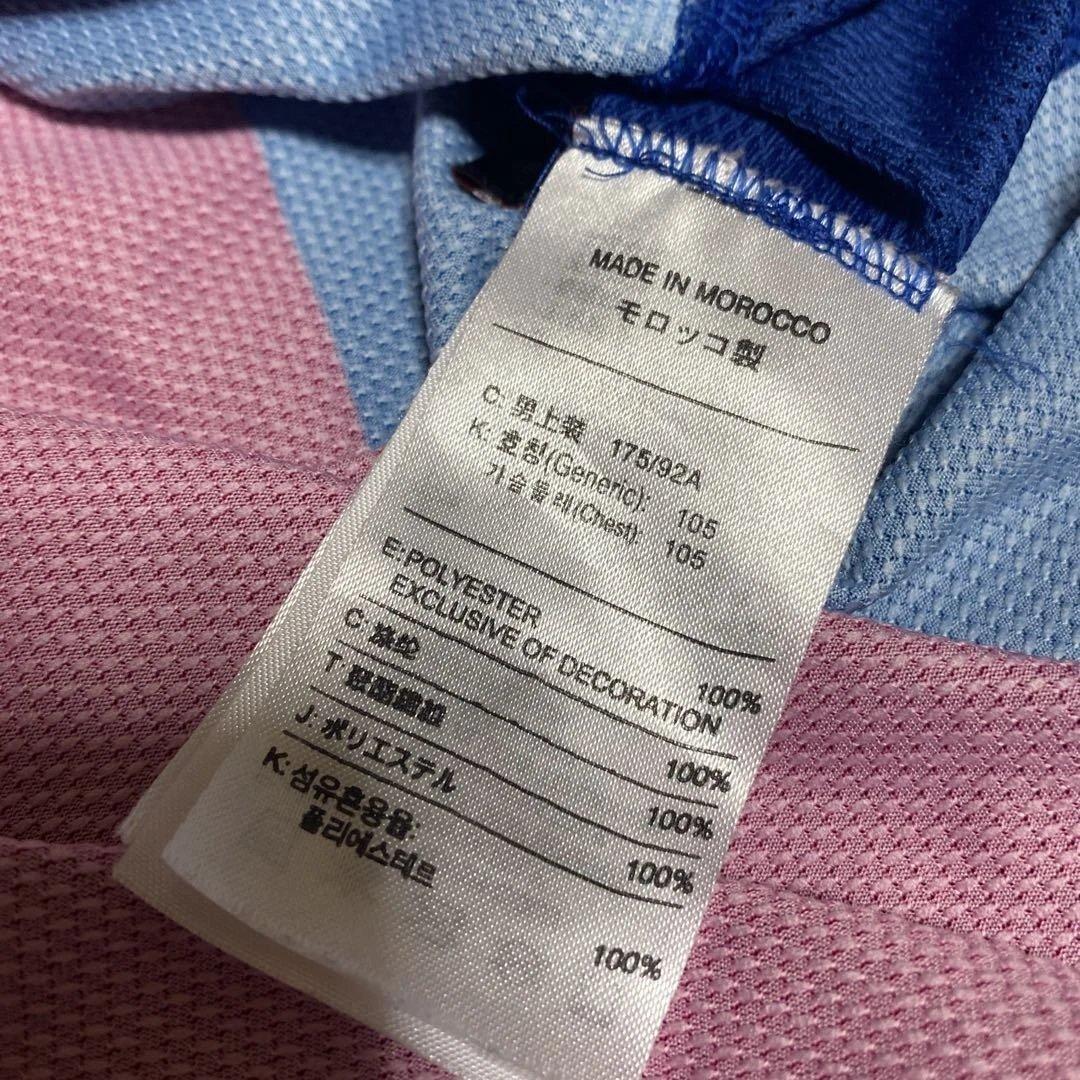 MADE IN MOROCCO
モロッコ製
C: 男上装 175/92A
K: 호칭(Generic): 105
가슴둘레(Chest): 105
E: POLYESTER 100%
EXCLUSIVE OF DECORATION
C: 100%
T 100%
J: ポリエステル 100%
K: 섬유혼용율:
폴리에스테르 100%